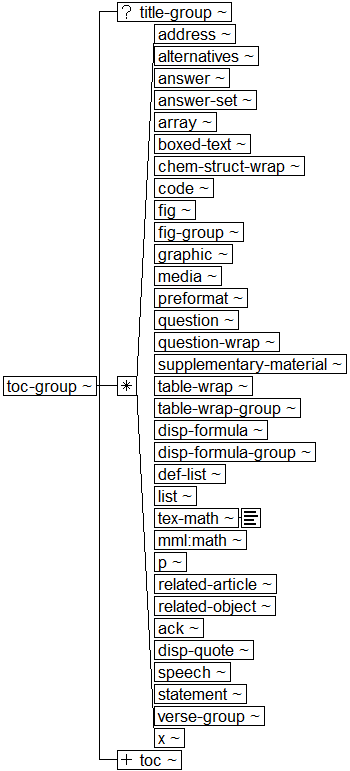 ? title-group ~
address ~
alternatives ~
answer ~
answer-set ~
array ~
boxed-text ~
chem-struct-wrap ~
code ~
fig ~
fig-group ~
graphic ~
media ~
preformat ~
question ~
question-wrap ~
supplementary-material ~
toc-group ~ * table-wrap ~
table-wrap-group ~
disp-formula ~
disp-formula-group ~
def-list ~
list ~
tex-math ~
mml:math ~
p ~
related-article ~
related-object ~
ack ~
disp-quote ~
speech ~
statement ~
verse-group ~
x ~
+ toc ~